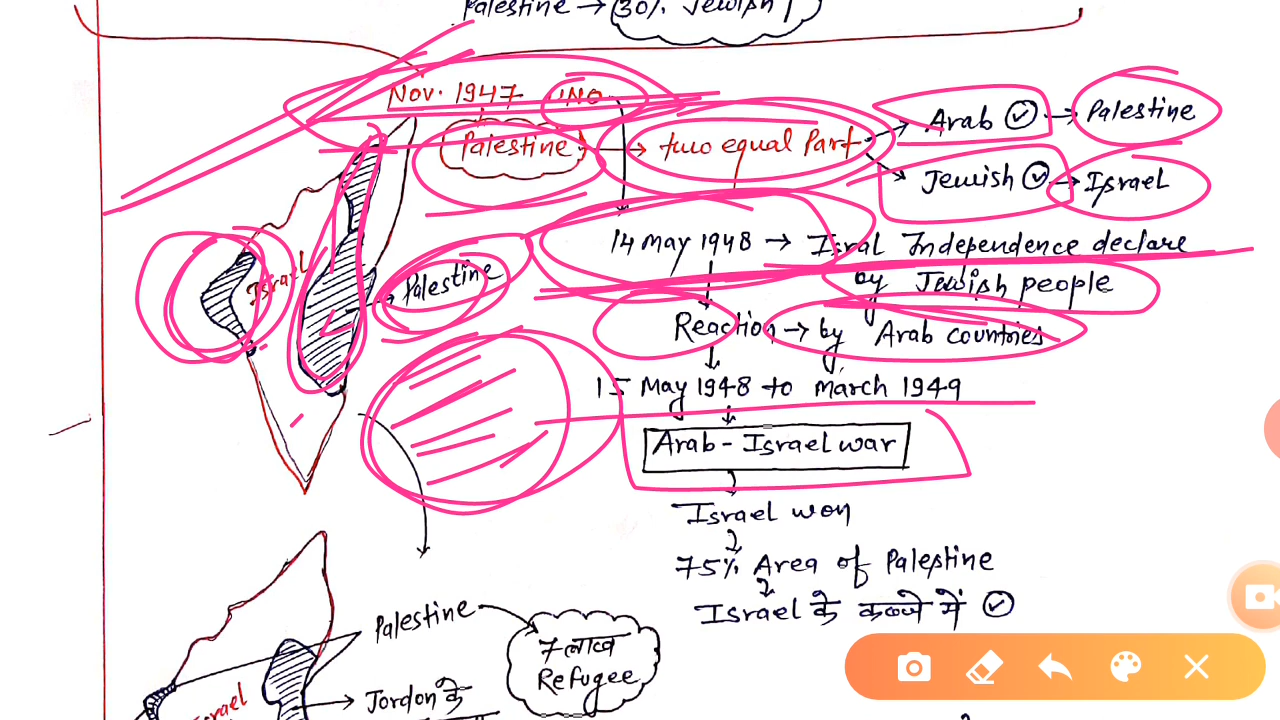 Palestine → 30% Jewish
Nov. 1947 UNO
Palestine → two equal Part
Arab → Palestine
Jewish → Israel
14 May 1948 → Isral Independence declare
by Jewish people
Israel
Palestine
Reaction → by Arab countries
15 May 1948 to March 1949
Arab - Israel war
Israel won
75% Area of Palestine
Israel के कब्जे में
Palestine
7 लाख
Refugee
Israel
Jordon के